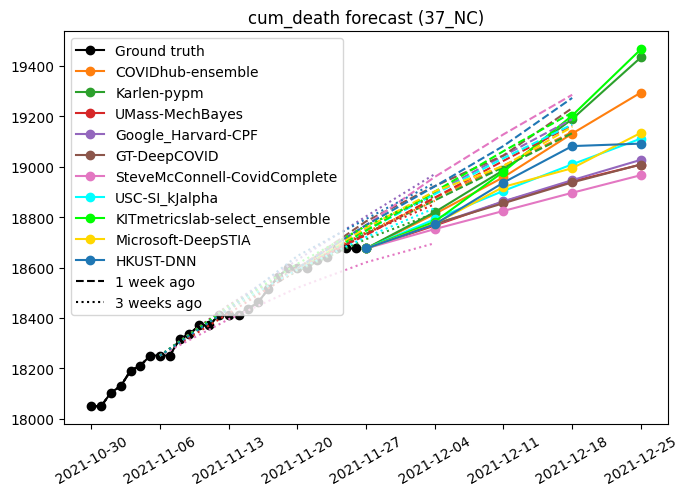 cum_death forecast (37_NC)
19400
19200
19000
18800
18600
18400
18200
18000
Ground truth
COVIDhub-ensemble
Karlen-pypm
UMass-MechBayes
Google_Harvard-CPF
GT-DeepCOVID
SteveMcConnell-CovidComplete
USC-SI_kJalpha
KITmetricslab-select_ensemble
Microsoft-DeepSTIA
HKUST-DNN
1 week ago
3 weeks ago
2021-10-30
2021-11-06
2021-11-13
2021-11-20
2021-11-27
2021-12-04
2021-12-11
2021-12-18
2021-12-25